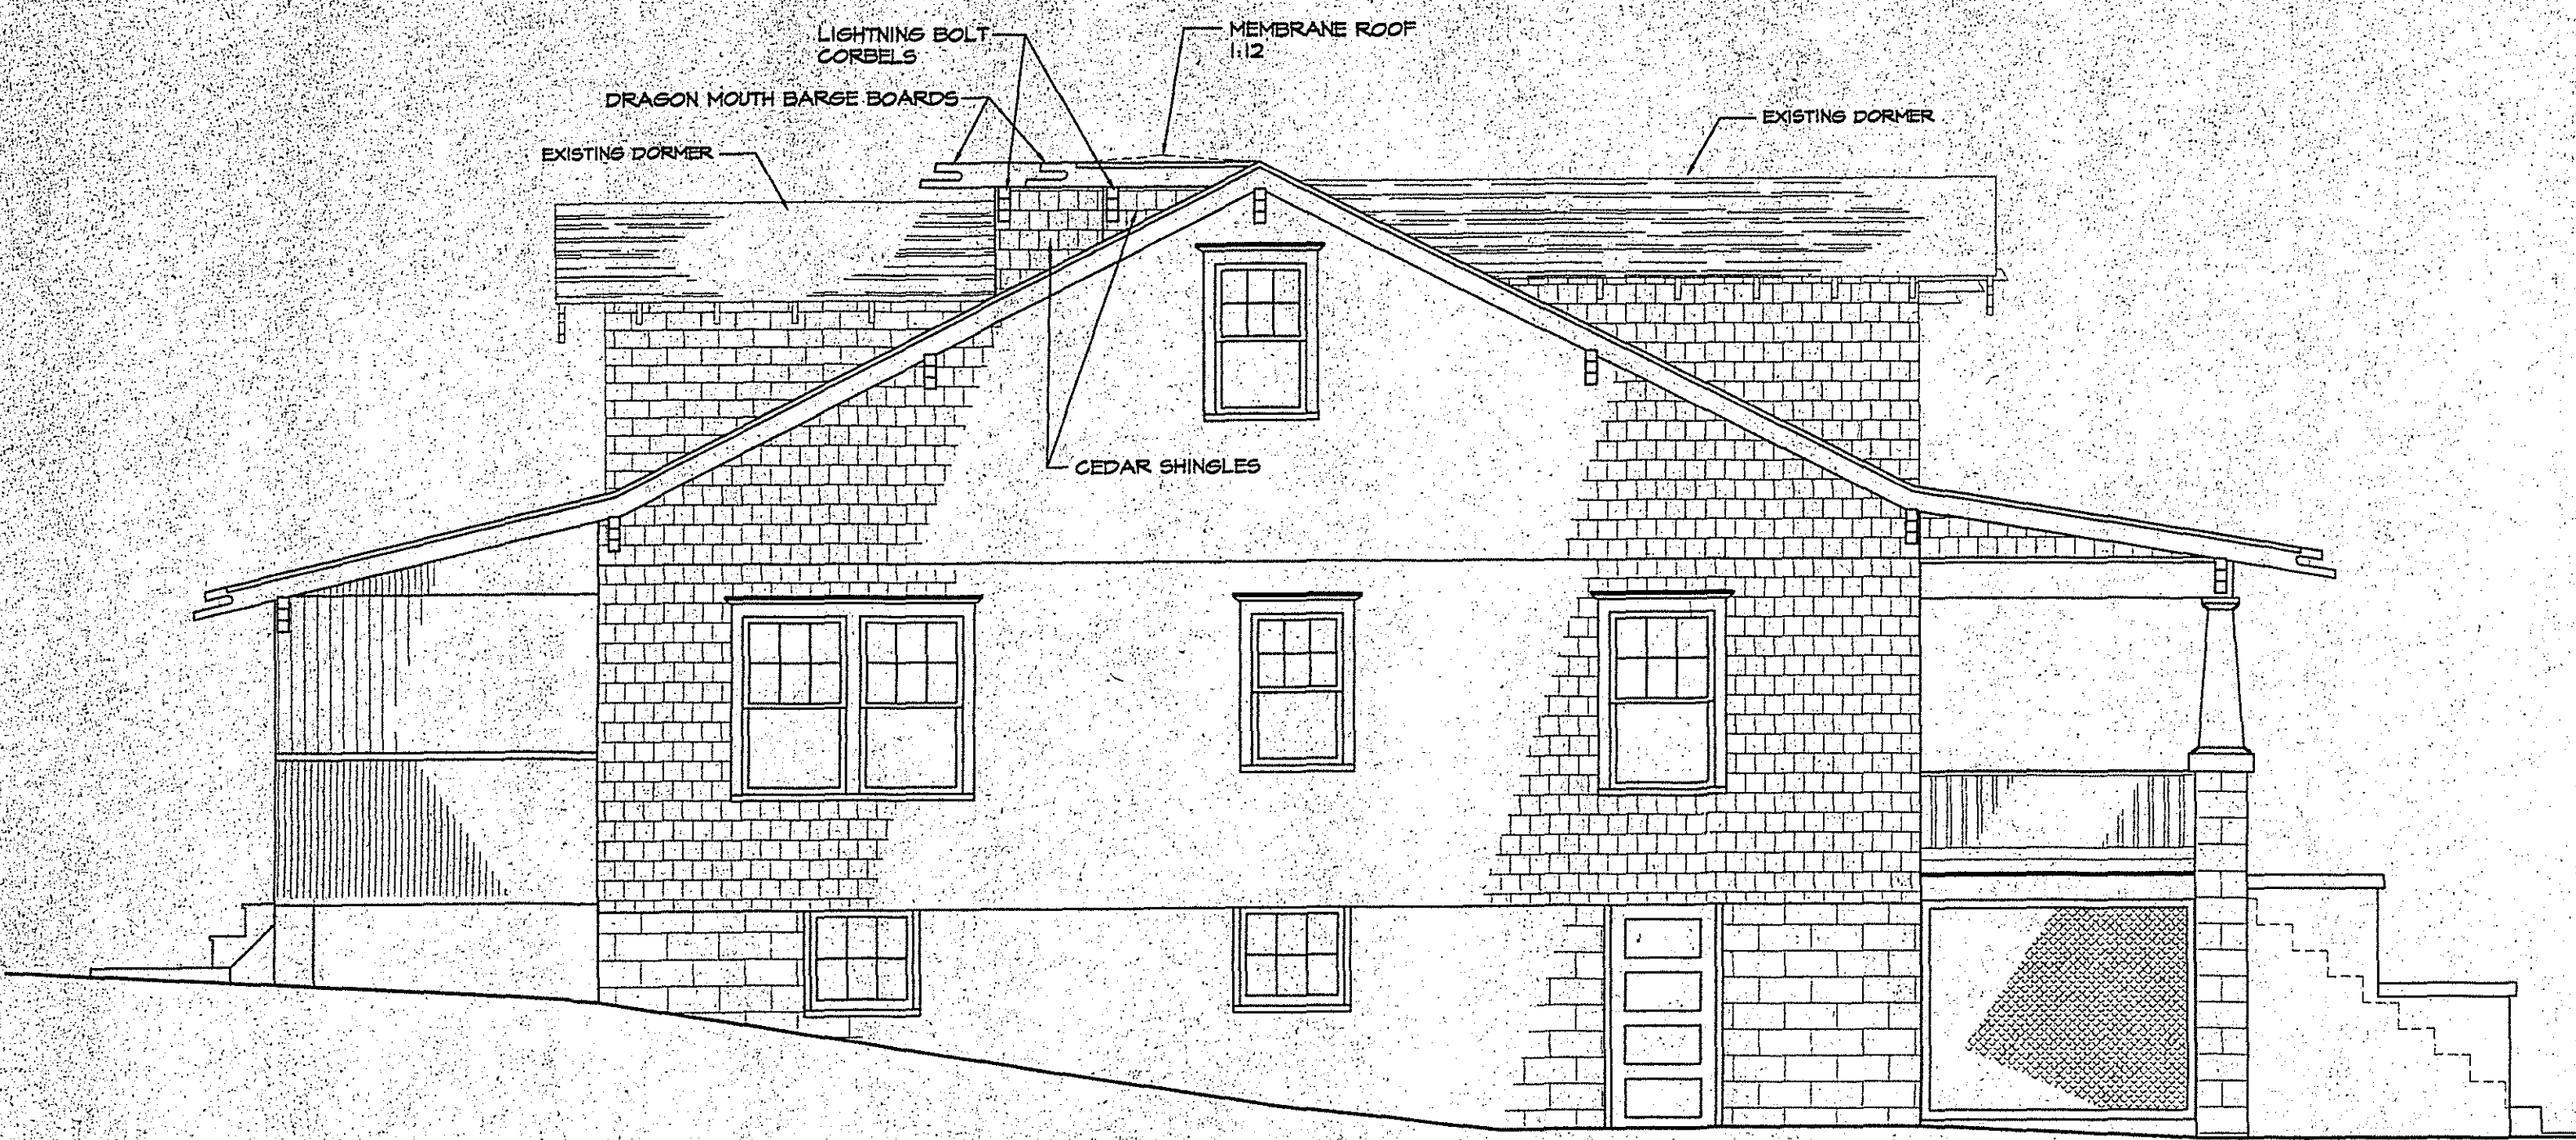 LIGHTNING BOLT
CORBELS
MEMBRANE ROOF
1:12
DRAGON MOUTH BARGE BOARDS
EXISTING DORMER
EXISTING DORMER
CEDAR SHINGLES